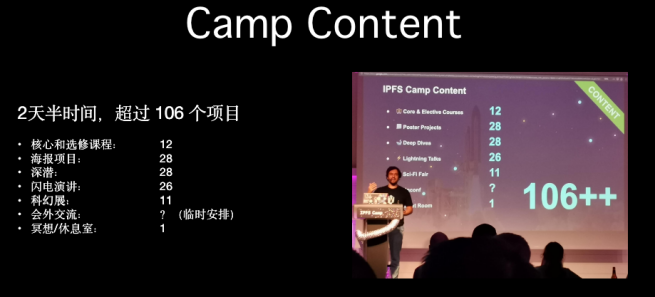 Camp Content
2天半时间，超过 106 个项目
• 核心和选修课程： 12
• 海报项目： 28
• 深潜： 28
• 闪电演讲： 26
• 科幻展： 11
• 会外交流： ? （临时安排）
• 冥想/休息室： 1
IPFS Camp Content
CONTENT
• Core & Elective Courses 12
• Poster Projects 28
• Deep Dives 28
• Lightning Talks 26
Sci-Fi Fair 11
?
Room 1
106++
IPFS Camp